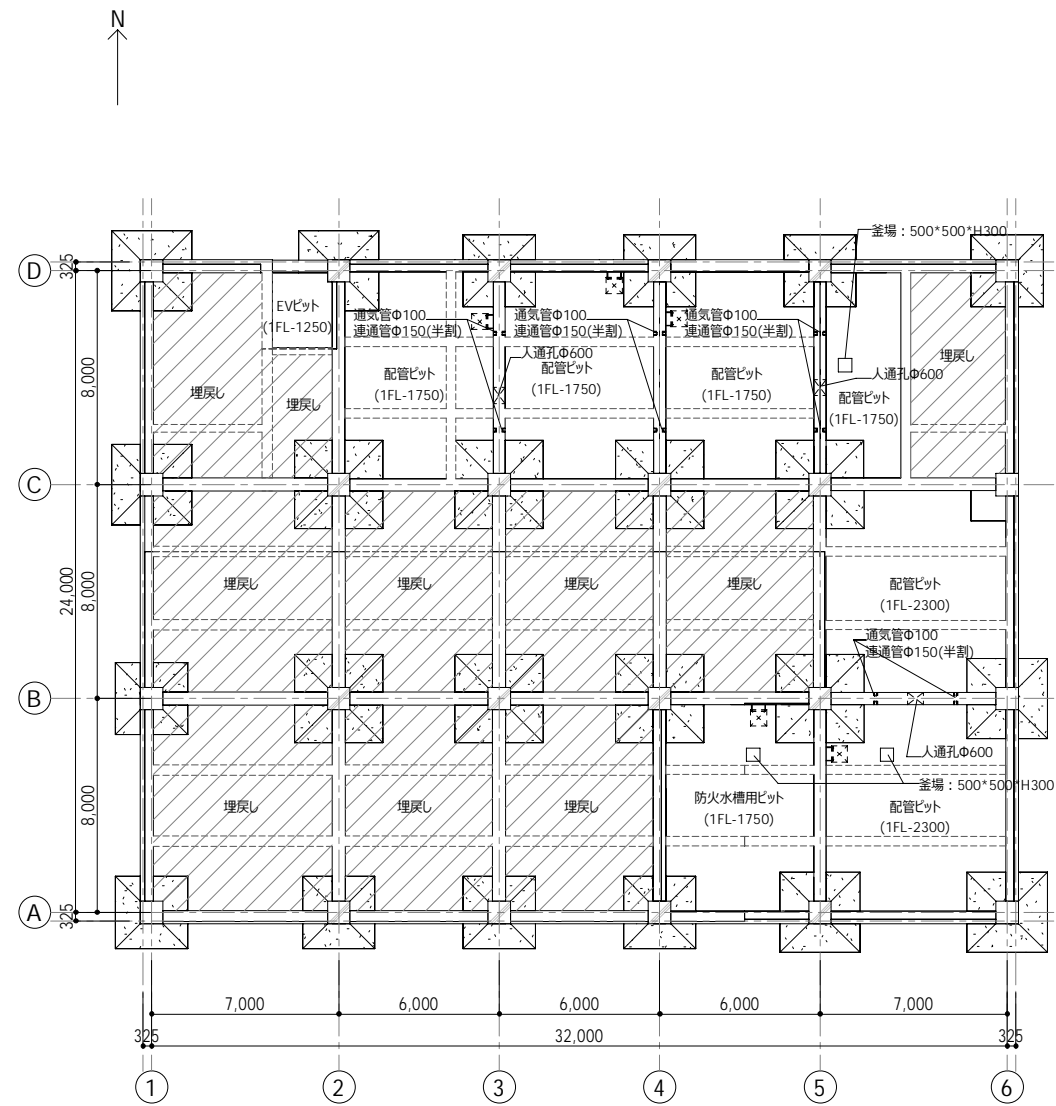 N
釜場：500*500*H300
D
325
EVピット
(1FL-1250)
通気管Φ100
連通管Φ150(半割)
通気管Φ100
連通管Φ150(半割)
通気管Φ100
連通管Φ150(半割)
人通孔Φ600
人通孔Φ600
埋戻し
8,000
埋戻し
埋戻し
配管ピット
(1FL-1750)
配管ピット
(1FL-1750)
配管ピット
(1FL-1750)
配管ピット
(1FL-1750)
C
24,000
8,000
埋戻し
埋戻し
埋戻し
埋戻し
配管ピット
(1FL-2300)
通気管Φ100
連通管Φ150(半割)
B
人通孔Φ600
釜場：500*500*H300
8,000
埋戻し
埋戻し
埋戻し
防火水槽用ピット
(1FL-1750)
配管ピット
(1FL-2300)
A
325
7,000
6,000
6,000
6,000
7,000
325
32,000
325
1
2
3
4
5
6